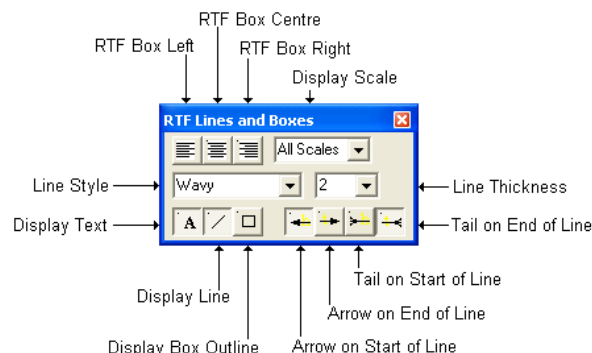 RTF Box Centre
RTF Box Left
RTF Box Right
Display Scale
RTF Lines and Boxes
All Scales
Line Style
Wavy
2
Line Thickness
Display Text
A
Tail on End of Line
Tail on Start of Line
Display Line
Arrow on End of Line
Display Box Outline
Arrow on Start of Line